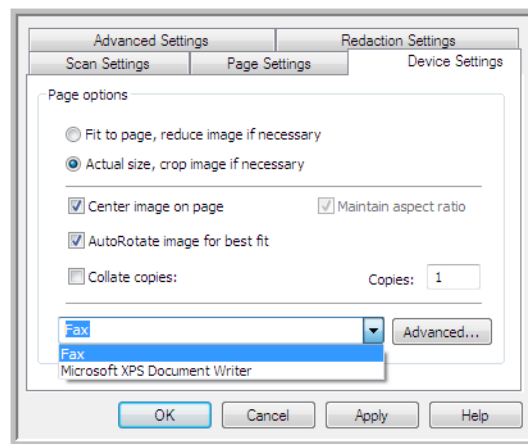 Advanced Settings Redaction Settings
Scan Settings Page Settings Device Settings
Page options
Fit to page, reduce image if necessary
Actual size, crop image if necessary
Center image on page Maintain aspect ratio
AutoRotate image for best fit
Collate copies: Copies: 1
Fax Advanced...
Fax
Microsoft XPS Document Writer
OK Cancel Apply Help